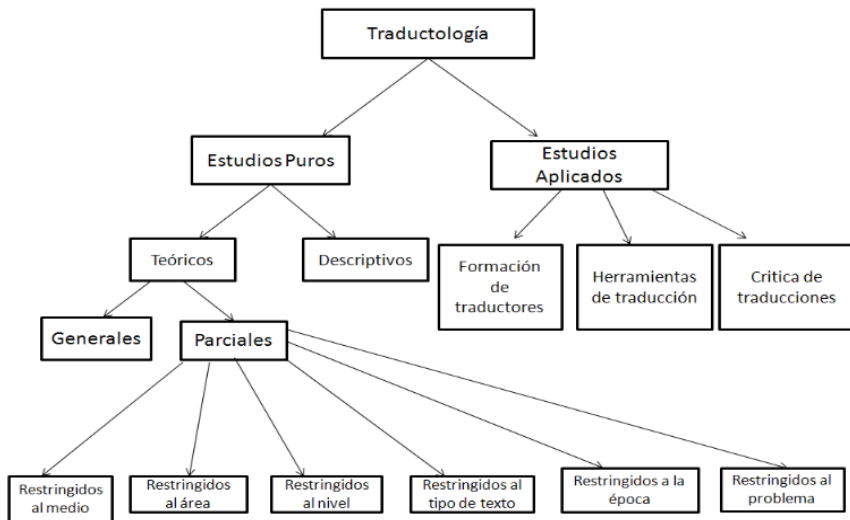 Traductología
Estudios Puros
Estudios
Aplicados
Teóricos
Descriptivos
Formación
de
traductores
Herramientas
de traducción
Critica de
traducciones
Generales
Parciales
Restringidos
al medio
Restringidos
al área
Restringidos
al nivel
Restringidos al
tipo de texto
Restringidos a la
época
Restringidos al
problema